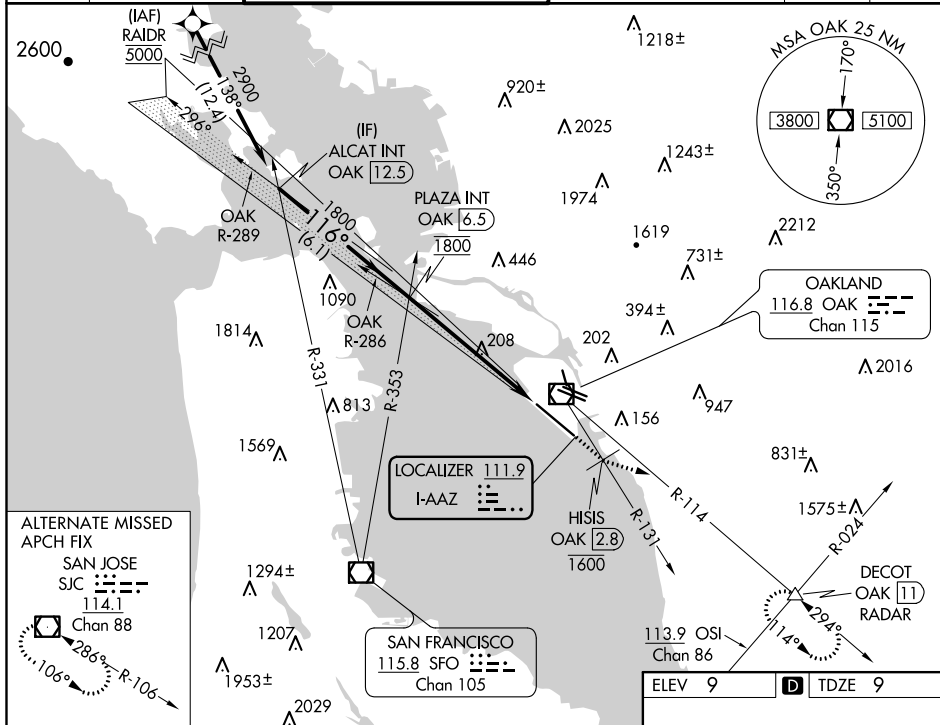 (IAF)
RAIDR
5000
2600
2900
138°
(12.4)
296°
1218±
MSA OAK 25 NM
170°
3800
5100
350°
920±
2025
(IF)
ALCAT INT
OAK 12.5
1243±
1974
PLAZA INT
OAK 6.5
1800
1800
116°
(6.1)
OAK
R-289
2212
1619
446
731±
1090
OAK
R-286
OAKLAND
116.8 OAK
Chan 115
394±
1814
208
202
2016
R-331
R-353
813
947
156
1569
831±
LOCALIZER 111.9
I-AAZ
R-114
1575±
R-024
HISIS
OAK 2.8
1600
R-131
ALTERNATE MISSED
APCH FIX
SAN JOSE
SJC
114.1
Chan 88
286°
106°
R-106
1294±
DECOT
OAK 11
RADAR
294°
114°
1207
SAN FRANCISCO
115.8 SFO
Chan 105
113.9 OSI
Chan 86
1953±
2029
ELEV 9 D TDZE 9